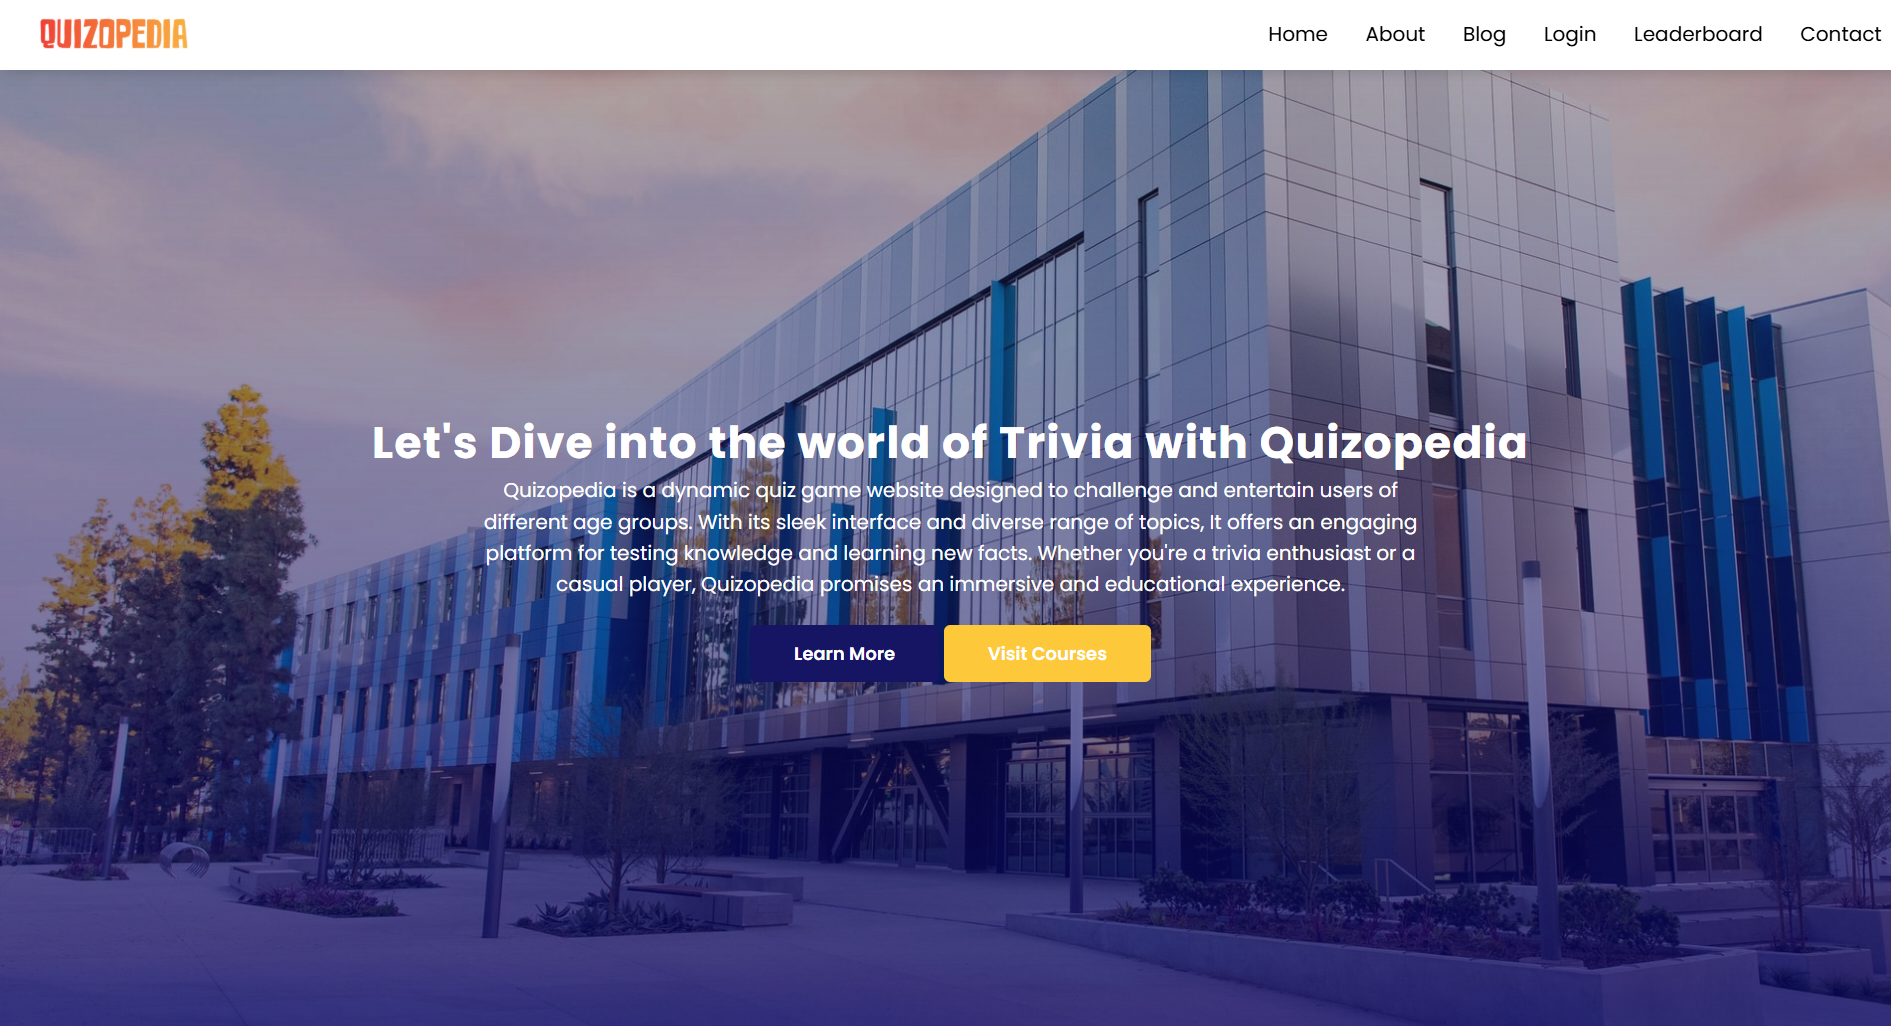 QUIZOPEDIA
Home About Blog Login Leaderboard Contact
Let's Dive into the world of Trivia with Quizopedia
Quizopedia is a dynamic quiz game website designed to challenge and entertain users of
different age groups. With its sleek interface and diverse range of topics, It offers an engaging
platform for testing knowledge and learning new facts. Whether you're a trivia enthusiast or a
casual player, Quizopedia promises an immersive and educational experience.
Learn More Visit Courses